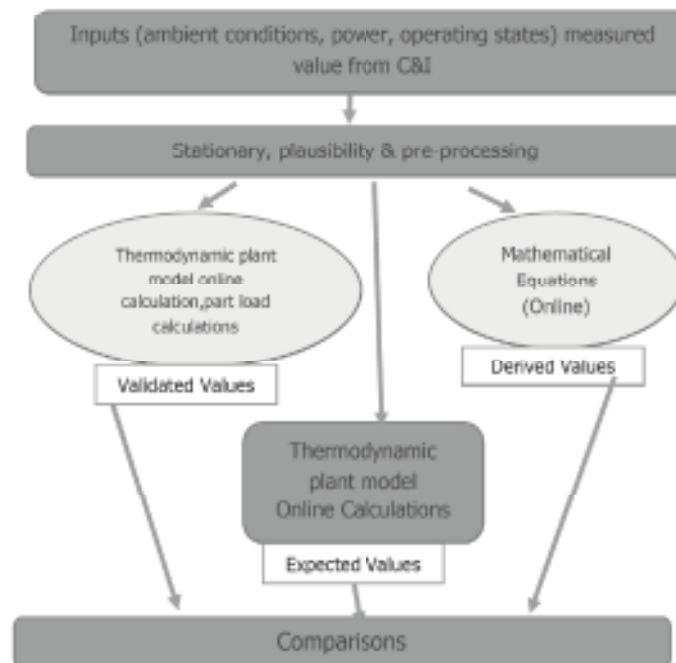 Inputs (ambient conditions, power, operating states) measured
value from C&I
Stationary, plausibility & pre-processing
Thermodynamic plant
model online
calculation,part load
calculations
Validated Values
Mathematical
Equations
(Online)
Derived Values
Thermodynamic
plant model
Online Calculations
Expected Values
Comparisons